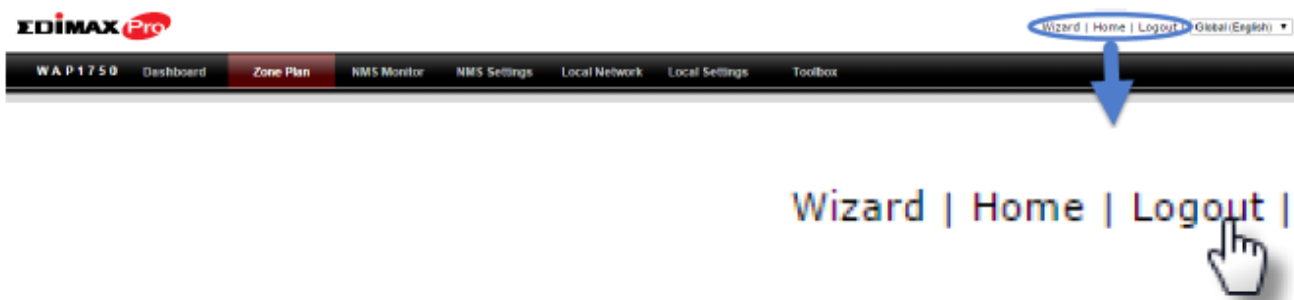 EDIMAX Pro
Wizard | Home | Logout | Global (English)
WAP1750 Dashboard Zone Plan NMS Monitor NMS Settings Local Network Local Settings Toolbox
Wizard | Home | Logout |